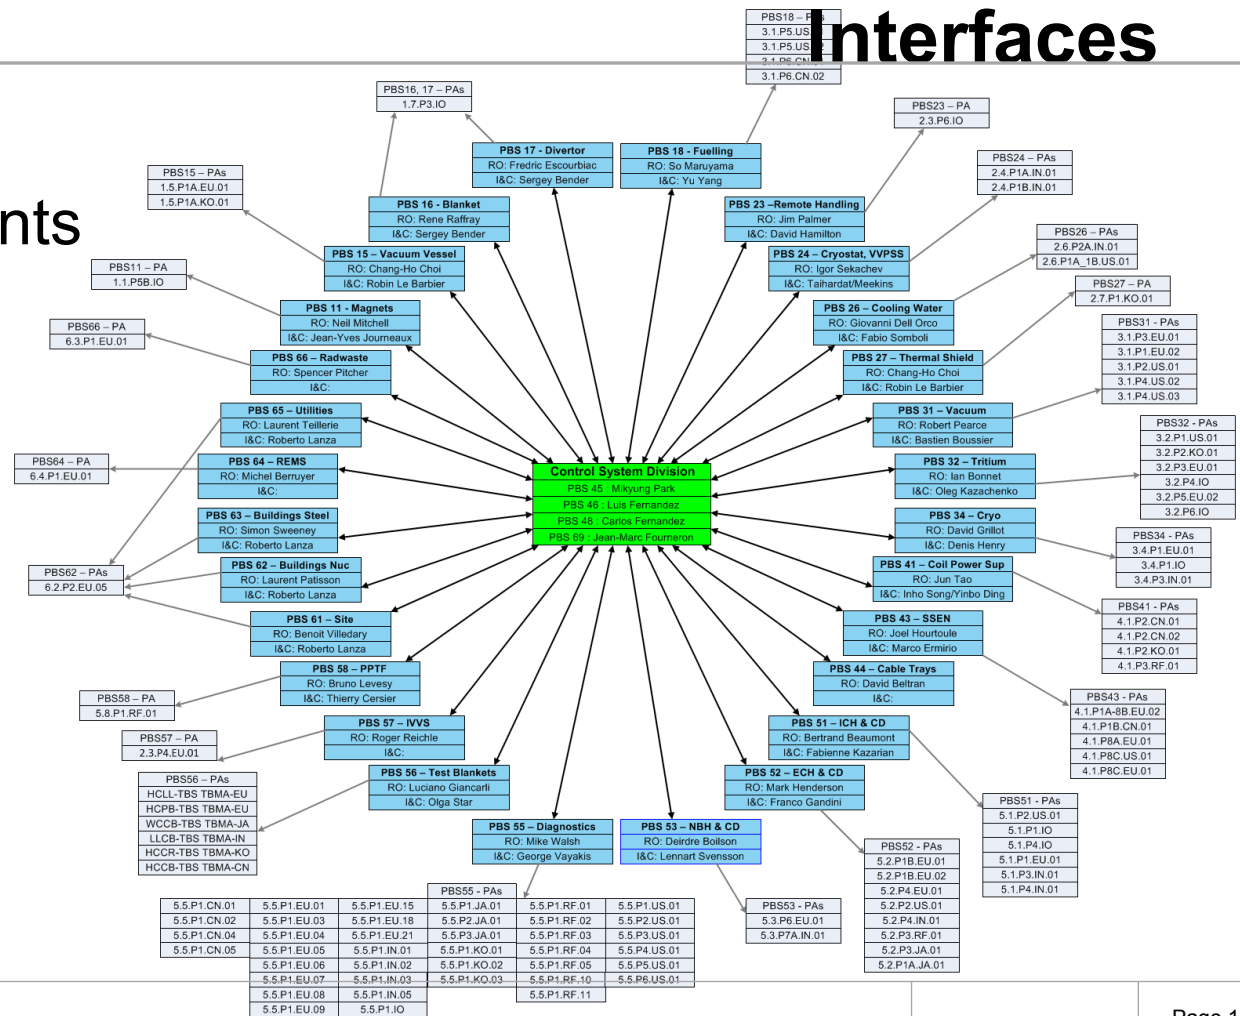 Interfaces
nts
PBS18 – PAs
3.1.P5.US.
3.1.P5.US.
3.1.P6.CN.
3.1.P6.CN.02
PBS16, 17 – PAs
1.7.P3.IO
PBS23 – PA
2.3.P6.IO
PBS 17 - Divertor
RO: Fredric Escourbiac
I&C: Sergey Bender
PBS 18 - Fuelling
RO: So Maruyama
I&C: Yu Yang
PBS24 – PAs
2.4.P1A.IN.01
2.4.P1B.IN.01
PBS15 – PAs
1.5.P1A.EU.01
1.5.P1A.KO.01
PBS 16 - Blanket
RO: Rene Raffray
I&C: Sergey Bender
PBS 23 –Remote Handling
RO: Jim Palmer
I&C: David Hamilton
PBS26 – PAs
2.6.P2A.IN.01
2.6.P1A_1B.US.01
PBS 15 – Vacuum Vessel
RO: Chang-Ho Choi
I&C: Robin Le Barbier
PBS 24 – Cryostat, VVPSS
RO: Igor Sekachev
I&C: Taihardat/Meekins
PBS11 – PA
1.1.P5B.IO
PBS27 – PA
2.7.P1.KO.01
PBS 11 - Magnets
RO: Neil Mitchell
I&C: Jean-Yves Journeaux
PBS 26 – Cooling Water
RO: Giovanni Dell Orco
I&C: Fabio Somboli
PBS66 – PA
6.3.P1.EU.01
PBS31 - PAs
3.1.P3.EU.01
3.1.P1.EU.02
3.1.P2.US.01
3.1.P4.US.02
3.1.P4.US.03
PBS 66 – Radwaste
RO: Spencer Pitcher
I&C:
PBS 27 – Thermal Shield
RO: Chang-Ho Choi
I&C: Robin Le Barbier
PBS 65 – Utilities
RO: Laurent Teillerie
I&C: Roberto Lanza
PBS 31 – Vacuum
RO: Robert Pearce
I&C: Bastien Boussier
PBS32 - PAs
3.2.P1.US.01
3.2.P2.KO.01
3.2.P3.EU.01
3.2.P4.IO
3.2.P5.EU.02
3.2.P6.IO
PBS64 – PA
6.4.P1.EU.01
PBS 64 – REMS
RO: Michel Berruyer
I&C:
Control System Division
PBS 45 : Mikyung Park
PBS 46 : Luis Fernandez
PBS 48 : Carlos Fernandez
PBS 69 : Jean-Marc Fourneron
PBS 32 – Tritium
RO: Ian Bonnet
I&C: Oleg Kazachenko
PBS 63 – Buildings Steel
RO: Simon Sweeney
I&C: Roberto Lanza
PBS 34 – Cryo
RO: David Grillot
I&C: Denis Henry
PBS34 - PAs
3.4.P1.EU.01
3.4.P1.IO
3.4.P3.IN.01
PBS62 – PAs
6.2.P2.EU.05
PBS 62 – Buildings Nuc
RO: Laurent Patisson
I&C: Roberto Lanza
PBS 41 – Coil Power Sup
RO: Jun Tao
I&C: Inho Song/Yinbo Ding
PBS41 - PAs
4.1.P2.CN.01
4.1.P2.CN.02
4.1.P2.KO.01
4.1.P3.RF.01
PBS 61 – Site
RO: Benoit Villedary
I&C: Roberto Lanza
PBS 43 – SSEN
RO: Joel Hourtoule
I&C: Marco Ermirio
PBS 58 – PPTF
RO: Bruno Levesy
I&C: Thierry Cersier
PBS 44 – Cable Trays
RO: David Beltran
I&C:
PBS58 – PA
5.8.P1.RF.01
PBS43 - PAs
4.1.P1A-8B.EU.02
4.1.P1B.CN.01
4.1.P8A.EU.01
4.1.P8C.US.01
4.1.P8C.EU.01
PBS57 – PA
2.3.P4.EU.01
PBS 57 – IVVS
RO: Roger Reichle
I&C:
PBS 51 – ICH & CD
RO: Bertrand Beaumont
I&C: Fabienne Kazarian
PBS56 – PAs
HCLL-TBS TBMA-EU
HCPB-TBS TBMA-EU
WCCB-TBS TBMA-JA
LLCB-TBS TBMA-IN
HCCR-TBS TBMA-KO
HCCB-TBS TBMA-CN
PBS 56 – Test Blankets
RO: Luciano Giancarli
I&C: Olga Star
PBS 52 – ECH & CD
RO: Mark Henderson
I&C: Franco Gandini
PBS51 - PAs
5.1.P2.US.01
5.1.P1.IO
5.1.P4.IO
5.1.P1.EU.01
5.1.P3.IN.01
5.1.P4.IN.01
PBS 55 – Diagnostics
RO: Mike Walsh
I&C: George Vayakis
PBS 53 – NBH & CD
RO: Deirdre Boilson
I&C: Lennart Svensson
PBS52 - PAs
5.2.P1B.EU.01
5.2.P1B.EU.02
5.2.P4.EU.01
5.2.P2.US.01
5.2.P4.IN.01
5.2.P3.RF.01
5.2.P3.JA.01
5.2.P1A.JA.01
PBS53 - PAs
5.3.P6.EU.01
5.3.P7A.IN.01
PBS55 - PAs
5.5.P1.CN.01 5.5.P1.EU.01 5.5.P1.EU.15 5.5.P1.JA.01 5.5.P1.RF.01 5.5.P1.US.01
5.5.P1.CN.02 5.5.P1.EU.03 5.5.P1.EU.18 5.5.P2.JA.01 5.5.P1.RF.02 5.5.P2.US.01
5.5.P1.CN.04 5.5.P1.EU.04 5.5.P1.EU.21 5.5.P3.JA.01 5.5.P1.RF.03 5.5.P3.US.01
5.5.P1.CN.05 5.5.P1.EU.05 5.5.P1.IN.01 5.5.P1.KO.01 5.5.P1.RF.04 5.5.P4.US.01
5.5.P1.EU.06 5.5.P1.IN.02 5.5.P1.KO.02 5.5.P1.RF.05 5.5.P5.US.01
5.5.P1.EU.07 5.5.P1.IN.03 5.5.P1.KO.03 5.5.P1.RF.10 5.5.P6.US.01
5.5.P1.EU.08 5.5.P1.IN.05 5.5.P1.RF.11
5.5.P1.EU.09 5.5.P1.IO
Page 1